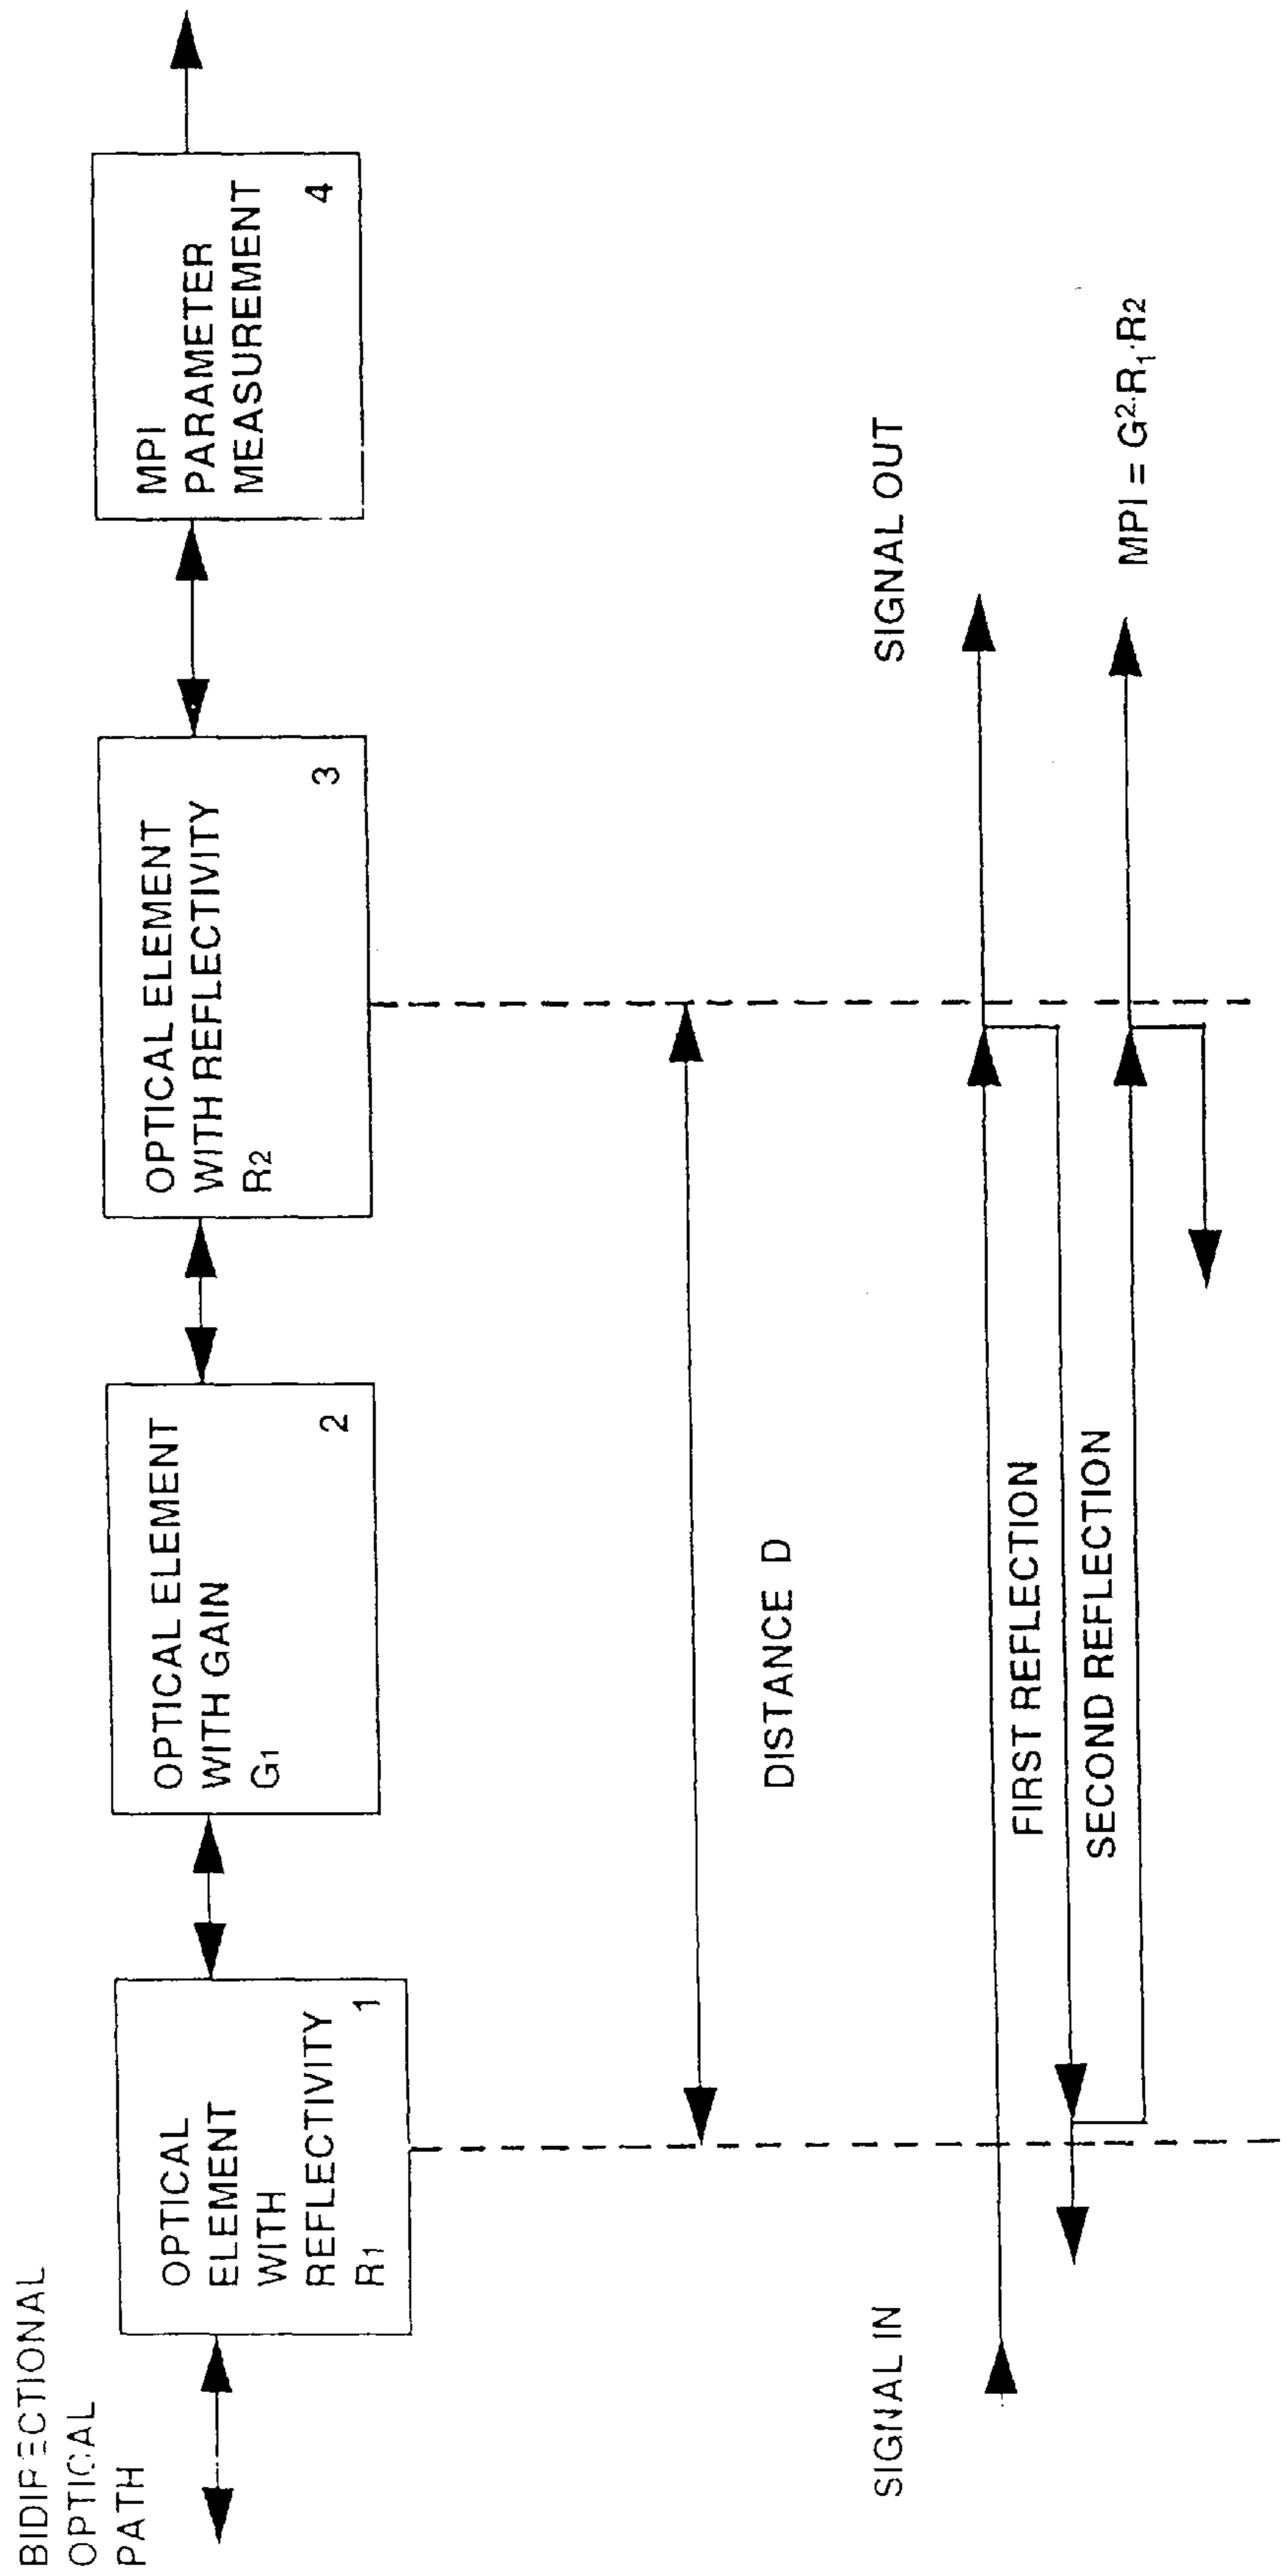 BIDIRECTIONAL
OPTICAL
PATH
OPTICAL
ELEMENT
WITH
REFLECTIVITY
R1
1
OPTICAL ELEMENT
WITH GAIN
G1
2
OPTICAL ELEMENT
WITH REFLECTIVITY
R2
3
MPI
PARAMETER
MEASUREMENT
4
DISTANCE D
SIGNAL IN
SIGNAL OUT
FIRST REFLECTION
SECOND REFLECTION
MPI = G²·R₁·R2